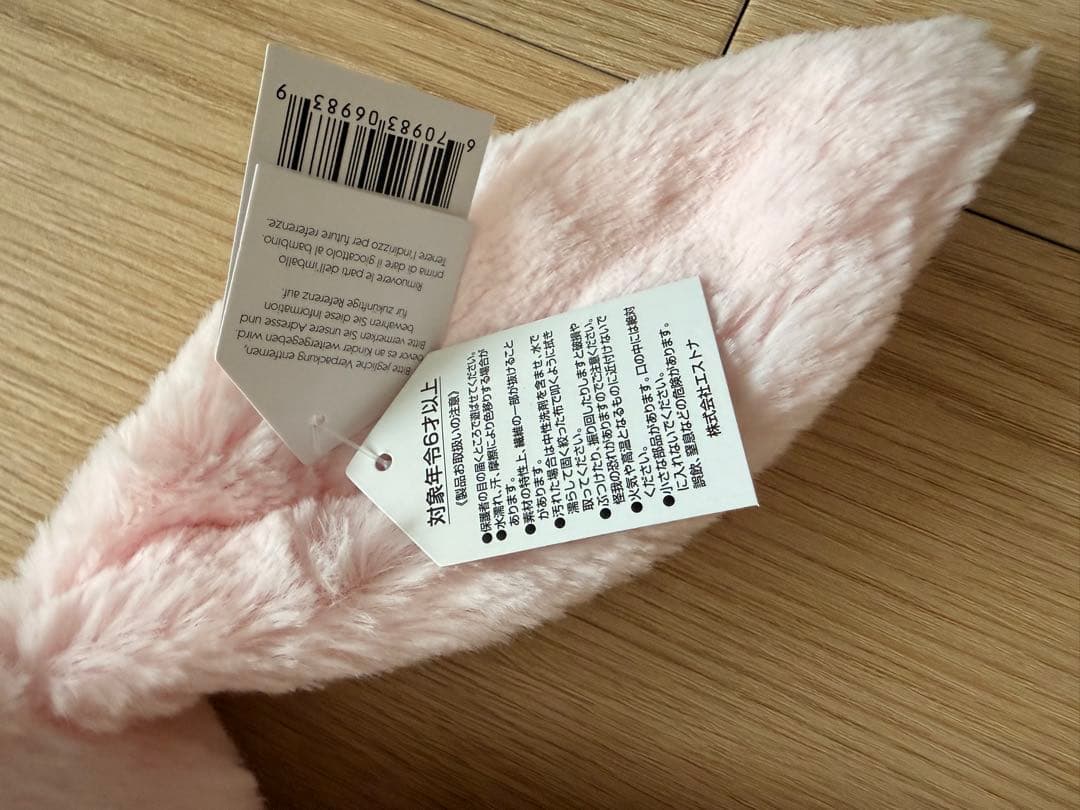 6 70983 06983 9
*Bitte jegliche Verpackung entfernen,
bevor es an Kinder weitergegeben wird.
Bitte vermerken Sie unsere Adresse und
bewahren Sie diese Information
für zukünftige Referenz auf.
Rimuovere le parti dell'imballo
prima di dare il giocattolo al bambino.
Tenere l'indirizzo per future referenze.
対象年令6才以上
《製品お取扱いの注意》
●保護者の目の届くところで遊ばせてください。
●水濡れ、汗、摩擦により色移りする場合が
あります。
●素材の特性上、繊維の一部が抜けること
があります。
●汚れた場合は中性洗剤を含ませ、水で
濡らして固く絞った布で叩くように拭き
取ってください。
●ぶつけたり、振り回したりしますと破損や
怪我の恐れがありますのでご注意ください。
●火気や高温となるものに近付けないで
ください。
●小さな部品があります。口の中には絶対
に入れないでください。
誤飲、窒息などの危険があります。
株式会社エストナ